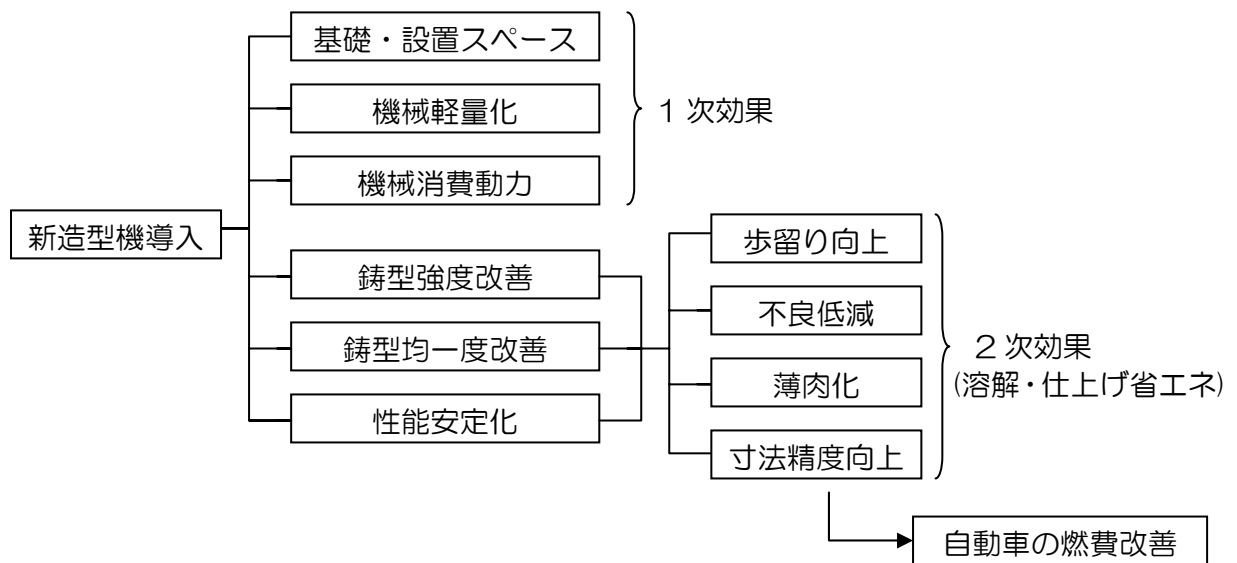 新造型機導入
基礎・設置スペース
機械軽量化
機械消費動力
1 次効果
鋳型強度改善
鋳型均一度改善
性能安定化
歩留り向上
不良低減
薄肉化
寸法精度向上
2 次効果
(溶解・仕上げ省エネ)
自動車の燃費改善